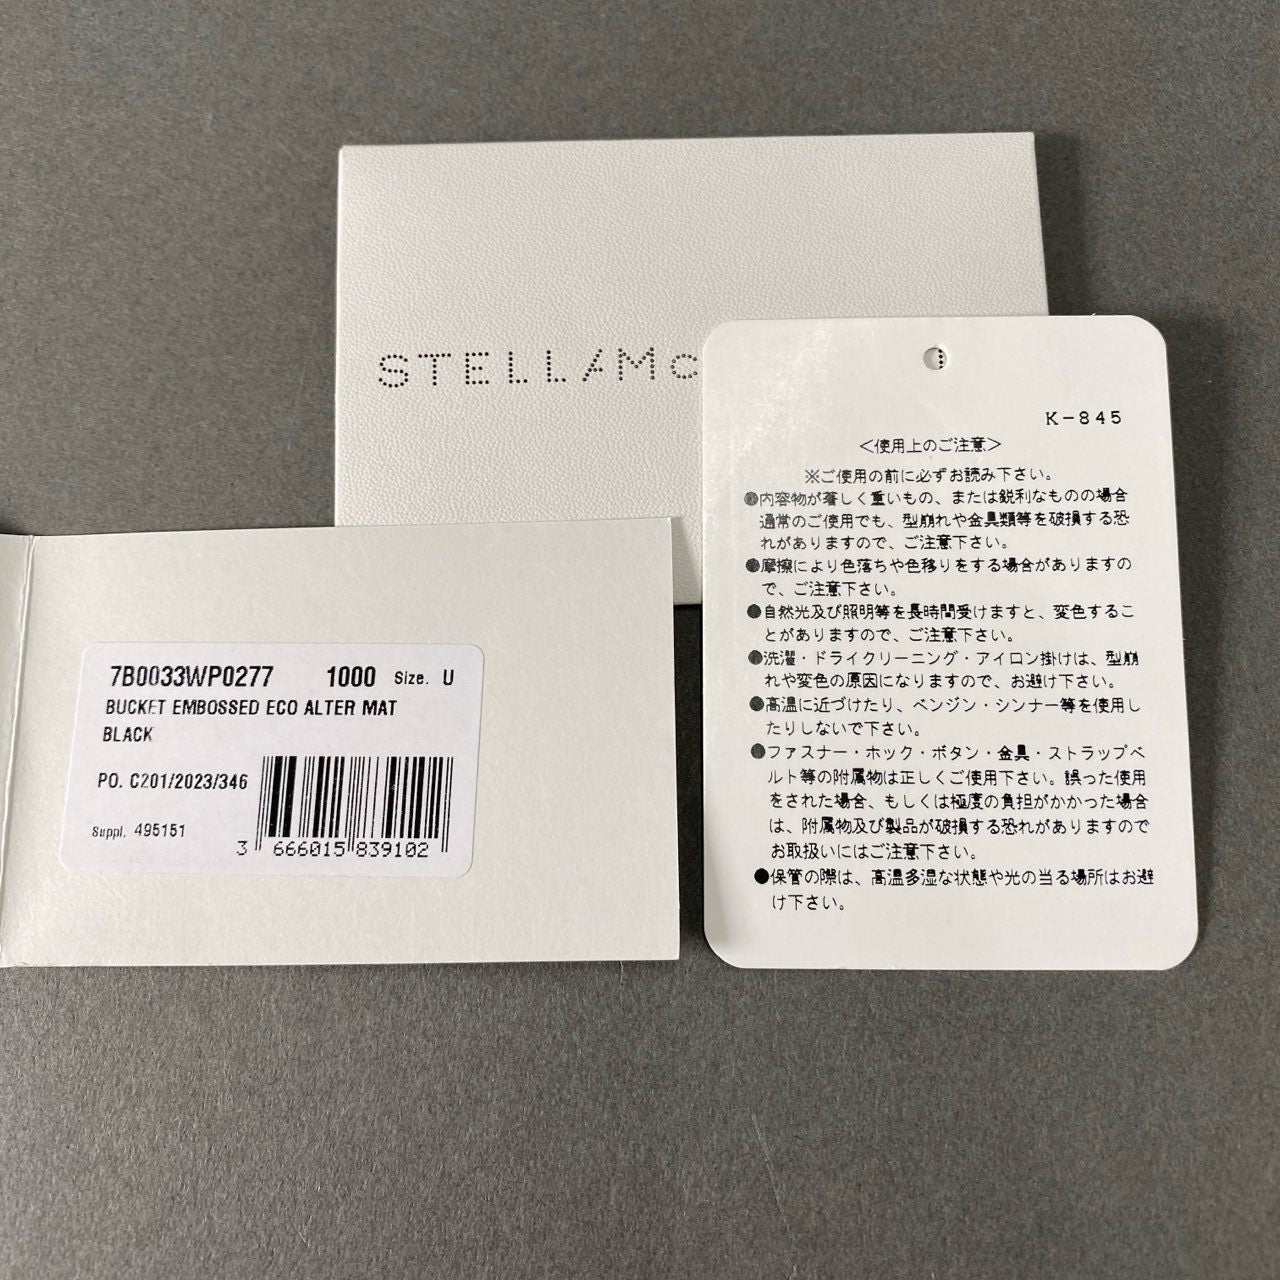 STELLAMC
7B0033WP0277 1000 Size. U
BUCKET EMBOSSED ECO ALTER MAT
BLACK
PO. C201/2023/346
Suppl. 495151
3 666015 839102
K-845
<使用上のご注意>
※ご使用の前に必ずお読み下さい。
●内容物が著しく重いもの、または鋭利なものの場合
通常のご使用でも、型崩れや金具類等を破損する恐
れがありますので、ご注意下さい。
●摩擦により色落ちや色移りをする場合がありますの
で、ご注意下さい。
●自然光及び照明等を長時間受けますと、変色するこ
とがありますので、ご注意下さい。
●洗濯・ドライクリーニング・アイロン掛けは、型崩
れや変色の原因になりますので、お避け下さい。
●高温に近づけたり、ベンジン・シンナー等を使用し
たりしないで下さい。
●ファスナー・ホック・ボタン・金具・ストラップベ
ルト等の附属物は正しくご使用下さい。誤った使用
をされた場合、もしくは極度の負担がかかった場合
は、附属物及び製品が破損する恐れがありますので
お取扱いにはご注意下さい。
●保管の際は、高温多湿な状態や光の当る場所はお避
け下さい。